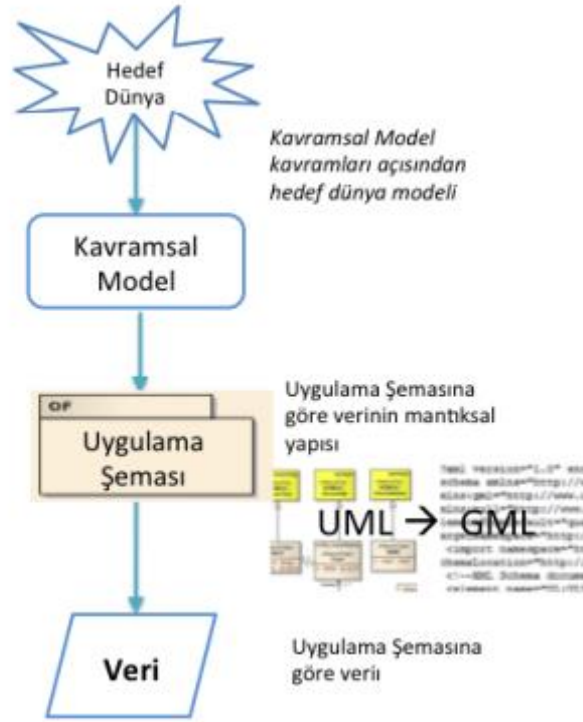 Hedef
Dünya
Kavramsal Model
kavramları açısından
hedef dünya modeli
Kavramsal
Model
OF
Uygulama
Şeması
Uygulama Şemasına
göre verinin mantıksal
yapısı
UML → GML
Veri
Uygulama Şemasına
göre verii